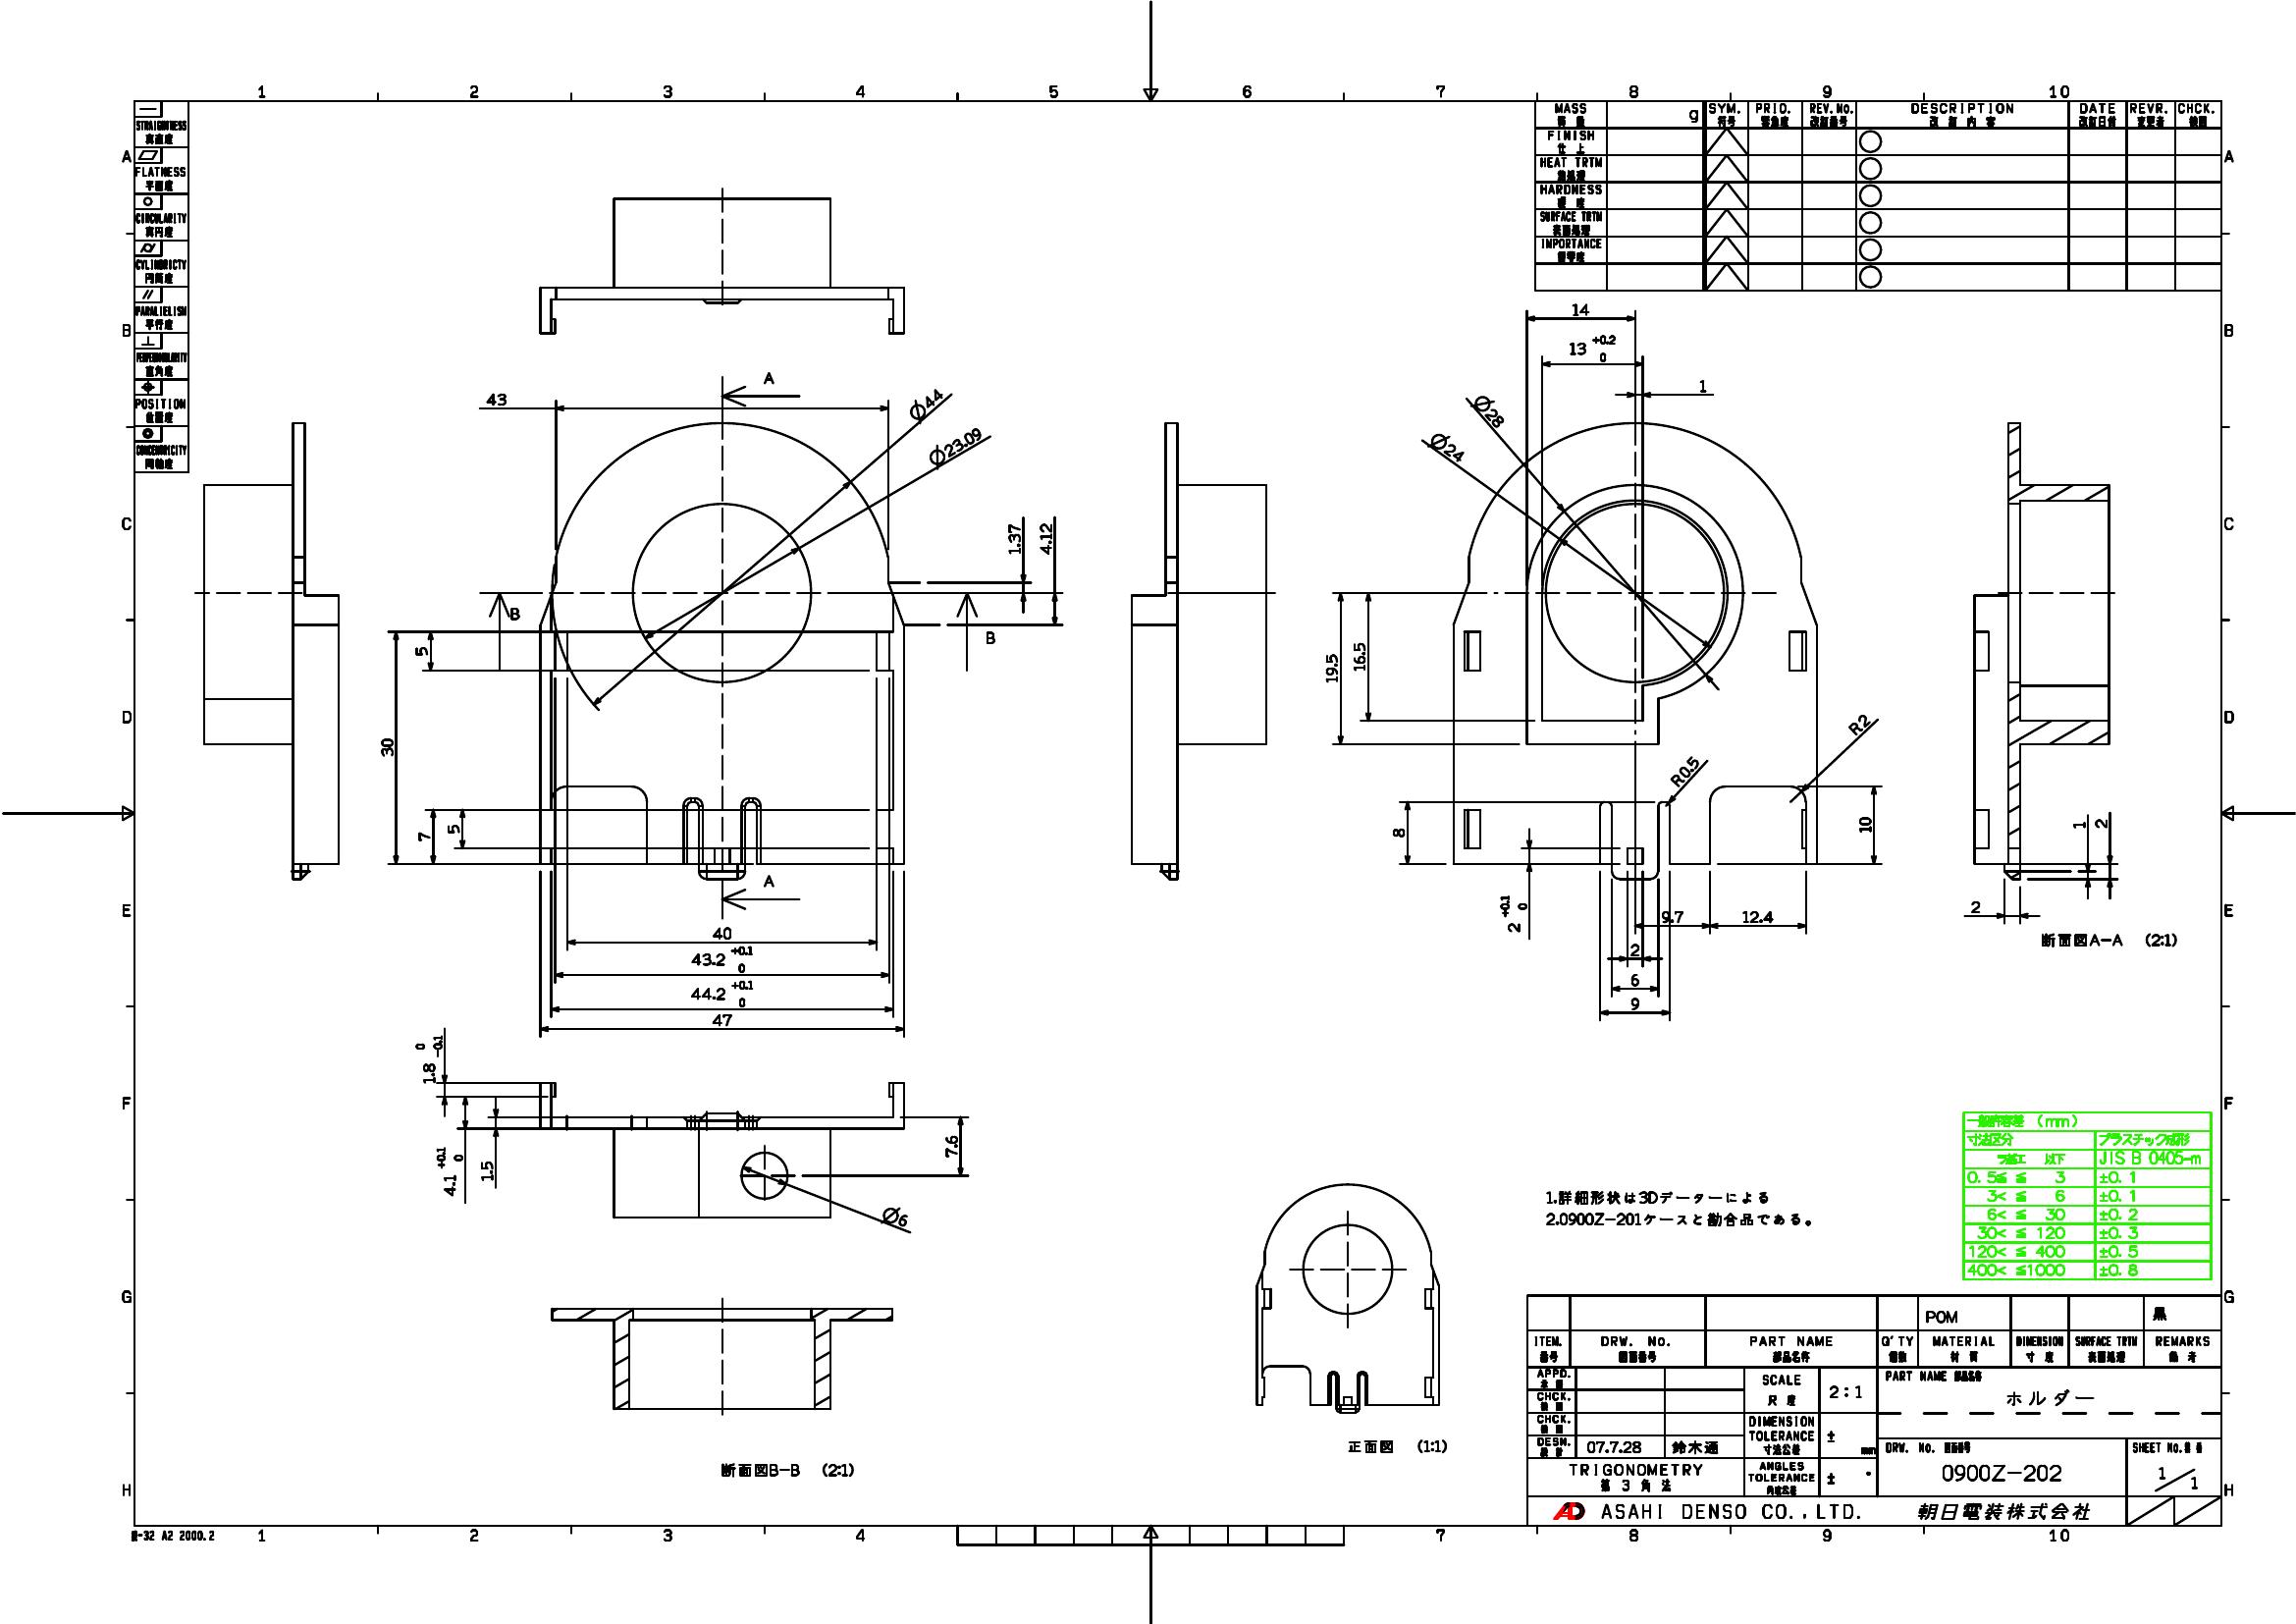 1 2 3 4 5 6 7 8 9 10
A
B
C
D
E
F
G
H
STRAIGHTNESS
真直度
FLATNESS
平面度
CIRCULARITY
真円度
CYLINDRICTY
円筒度
PARALIELISM
平行度
PERPENDICULARITY
直角度
POSITION
位置度
CONCENTRICITY
同軸度
MASS g SYM. PRIO. REV.No. DESCRIPTION DATE REVR. CHCK.
符号 改訂番号 改訂内容 改訂日付 変更者 検図
FINISH
仕上
HEAT TRTM
熱処理
HARDNESS
硬度
SURFACE TRTM
表面処理
IMPORTANCE
重要度
43
A
Ø44
Ø23.09
1.37
4.12
B
B
5
30
7
5
A
40
43.2 +0.1 0
44.2 +0.1 0
47
14
13 +0.2 0
1
Ø28
Ø24
19.5
16.5
R2
R0.5
8
10
2 +0.1 0
9.7
12.4
2
6
9
1
2
2
断面図A-A (2:1)
1.8 0 -0.1
4.1 +0.1 0
1.5
7.6
Ø6
断面図B-B (2:1)
正面図 (1:1)
1.詳細形状は3Dデーターによる
2.0900Z-201ケースと勘合品である。
一般許容差 (mm)
寸法区分 プラスチック成形
以下 JIS B 0405-m
0.5≦ ≦ 3 ±0.1
3< ≦ 6 ±0.1
6< ≦ 30 ±0.2
30< ≦ 120 ±0.3
120< ≦ 400 ±0.5
400< ≦1000 ±0.8
POM 黒
ITEM. DRW. No. PART NAME Q'TY MATERIAL DIMENSION SURFACE TRTM REMARKS
番号 図面番号 部品名称 個数 材質 寸度 表面処理 備考
APPD.
承認
CHCK.
検図
CHCK.
検図
DESN.
設計
07.7.28 鈴木通
SCALE
尺度
2:1
DIMENSION
TOLERANCE
寸法公差
± mm
ANGLES
TOLERANCE
角度公差
± °
TRIGONOMETRY
第3角法
PART NAME 部品名称
ホルダー
DRW. No. 図面番号
0900Z-202
SHEET No.
1/1
AD ASAHI DENSO CO.,LTD. 朝日電装株式会社
-32 A2 2000.2
1 2 3 4 7 8 9 10